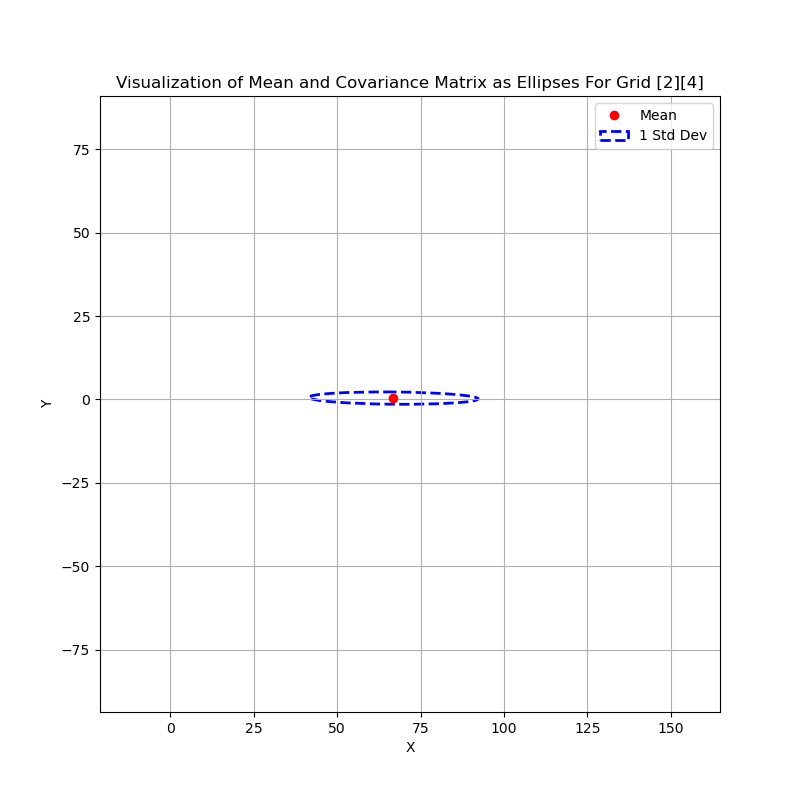 Visualization of Mean and Covariance Matrix as Ellipses For Grid [2][4]
Mean
1 Std Dev
75
50
25
0
−25
−50
−75
Y
0 25 50 75 100 125 150
X